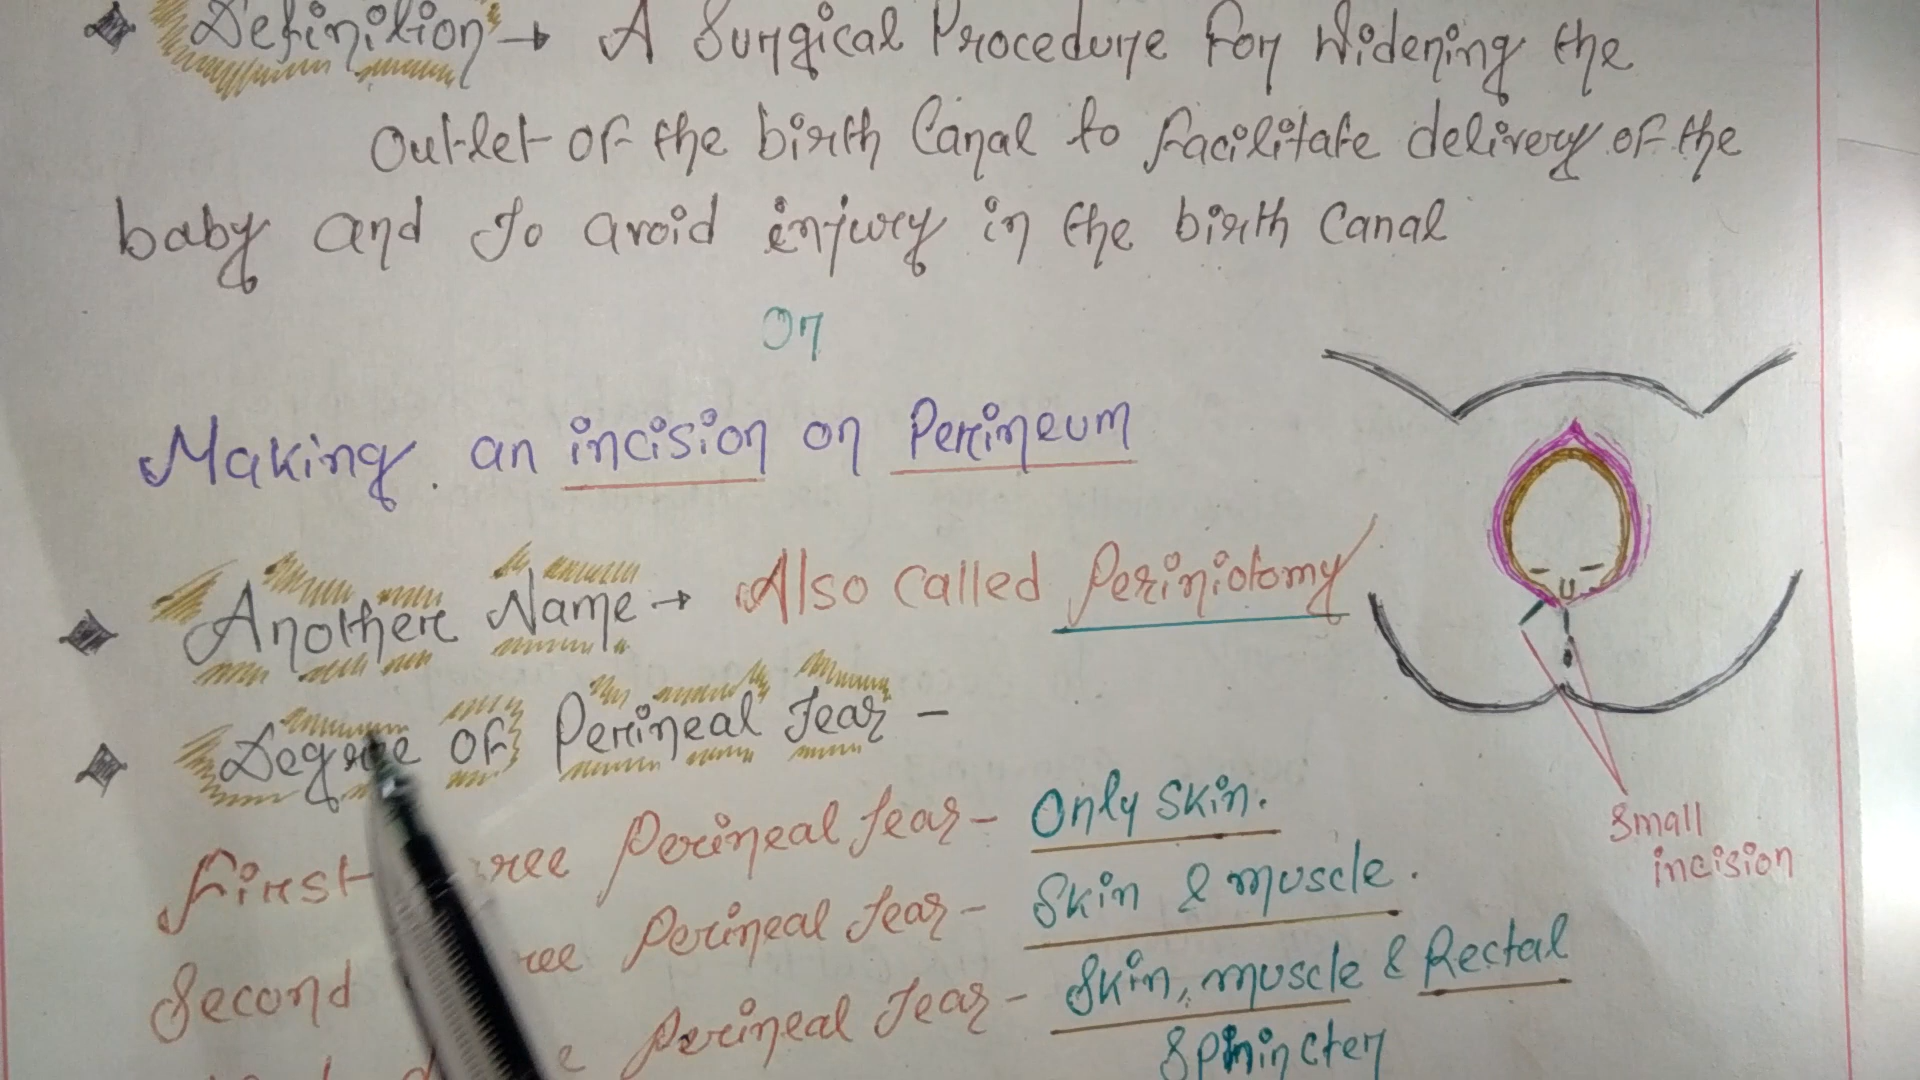 Definition → A Surgical Procedure For Widening the
Outlet of the birth Canal to facilitate delivery of the
baby and To avoid injury in the birth Canal
Or
Making. an incision on Perineum
Another Name → Also called Periniotomy
Degree of Perineal Tear -
First Perineal Tear - Only Skin.
Second Perineal Tear - Skin & muscle.
Perineal Tear - Skin, muscle & Rectal
Sphincter
Small
incision